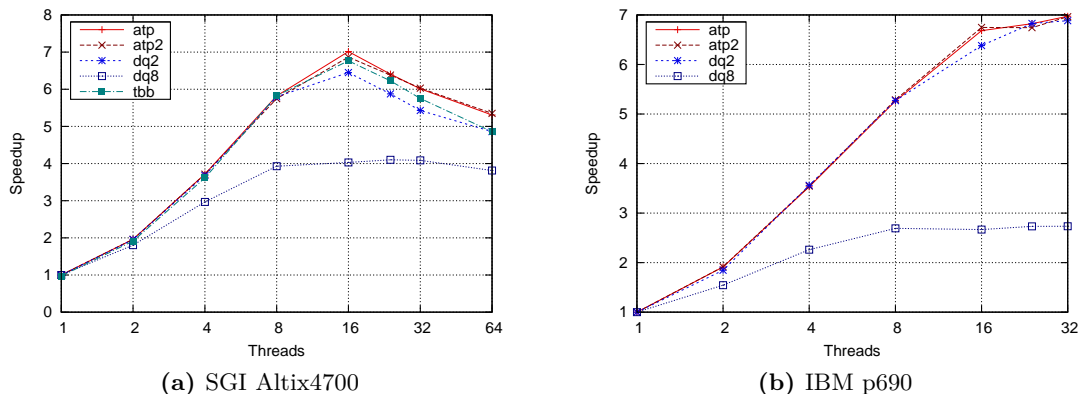 8
7
6
5
4
3
2
1
0
Speedup
atp
atp2
dq2
dq8
tbb
1 2 4 8 16 32 64
Threads
(a) SGI Altix4700
7
6
5
4
3
2
1
Speedup
atp
atp2
dq2
dq8
1 2 4 8 16 32
Threads
(b) IBM p690